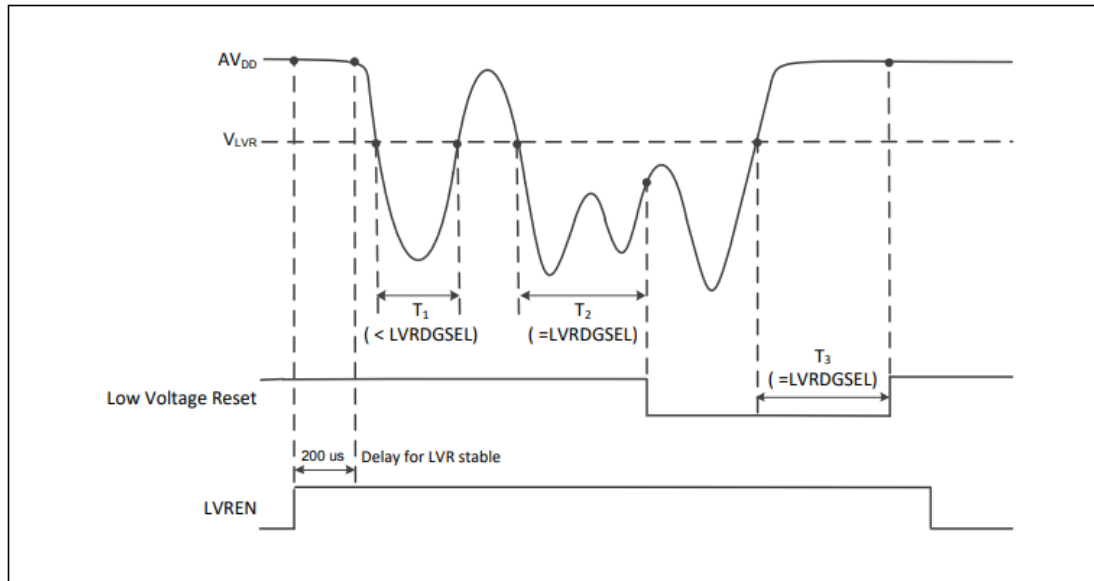 AVDD
VLVR
T1
( < LVRDGSEL)
T2
( =LVRDGSEL)
T3
( =LVRDGSEL)
Low Voltage Reset
200 us
Delay for LVR stable
LVREN